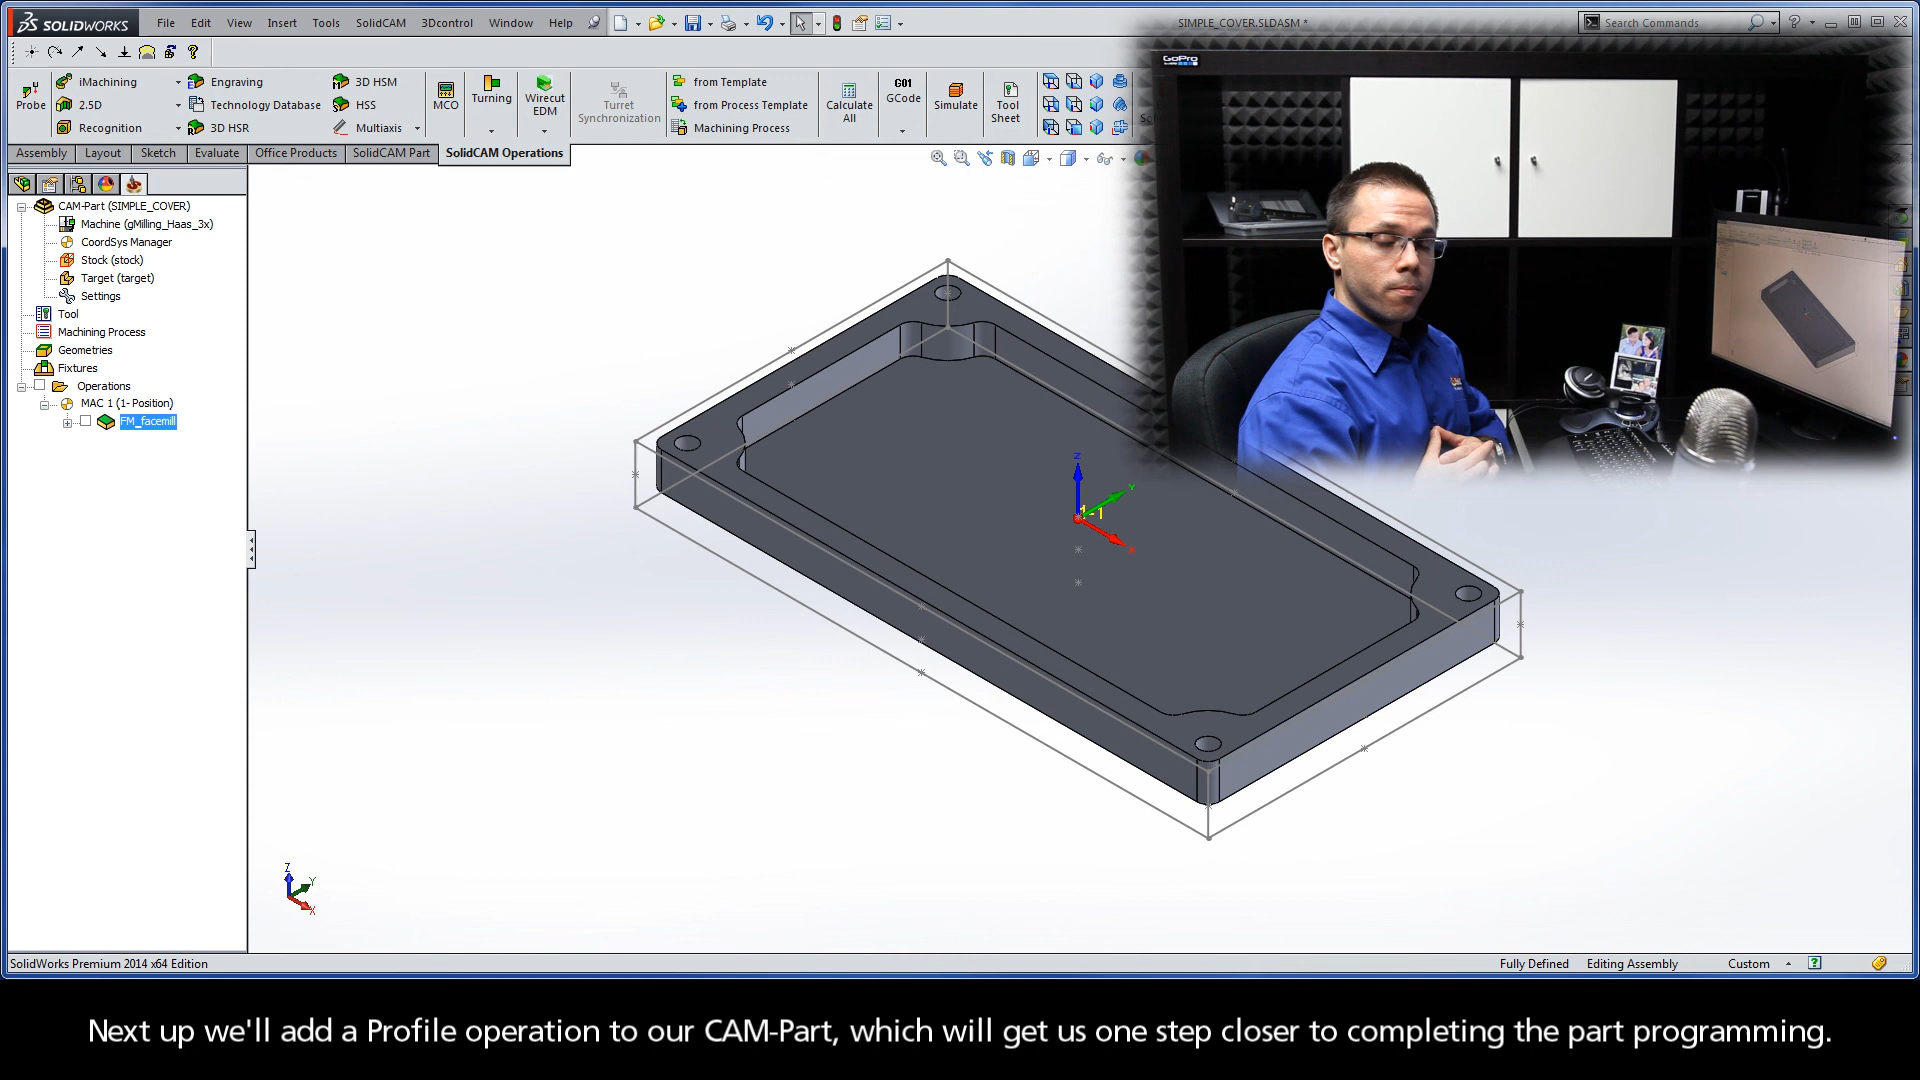 SOLIDWORKS File Edit View Insert Tools SolidCAM 3Dcontrol Window Help
SIMPLE_COVER.SLDASM *
Search Commands
Probe
iMachining
2.5D
Recognition
Engraving
Technology Database
3D HSR
3D HSM
HSS
Multiaxis
MCO
Turning
Wirecut
EDM
Turret
Synchronization
from Template
from Process Template
Machining Process
Calculate
All
G01
GCode
Simulate
Tool
Sheet
Assembly Layout Sketch Evaluate Office Products SolidCAM Part SolidCAM Operations
CAM-Part (SIMPLE_COVER)
Machine (gMilling_Haas_3x)
CoordSys Manager
Stock (stock)
Target (target)
Settings
Tool
Machining Process
Geometries
Fixtures
Operations
MAC 1 (1- Position)
FM_facemill
GoPro
Z
Y
1-1
X
Z
Y
X
SolidWorks Premium 2014 x64 Edition
Fully Defined Editing Assembly Custom
Next up we'll add a Profile operation to our CAM-Part, which will get us one step closer to completing the part programming.